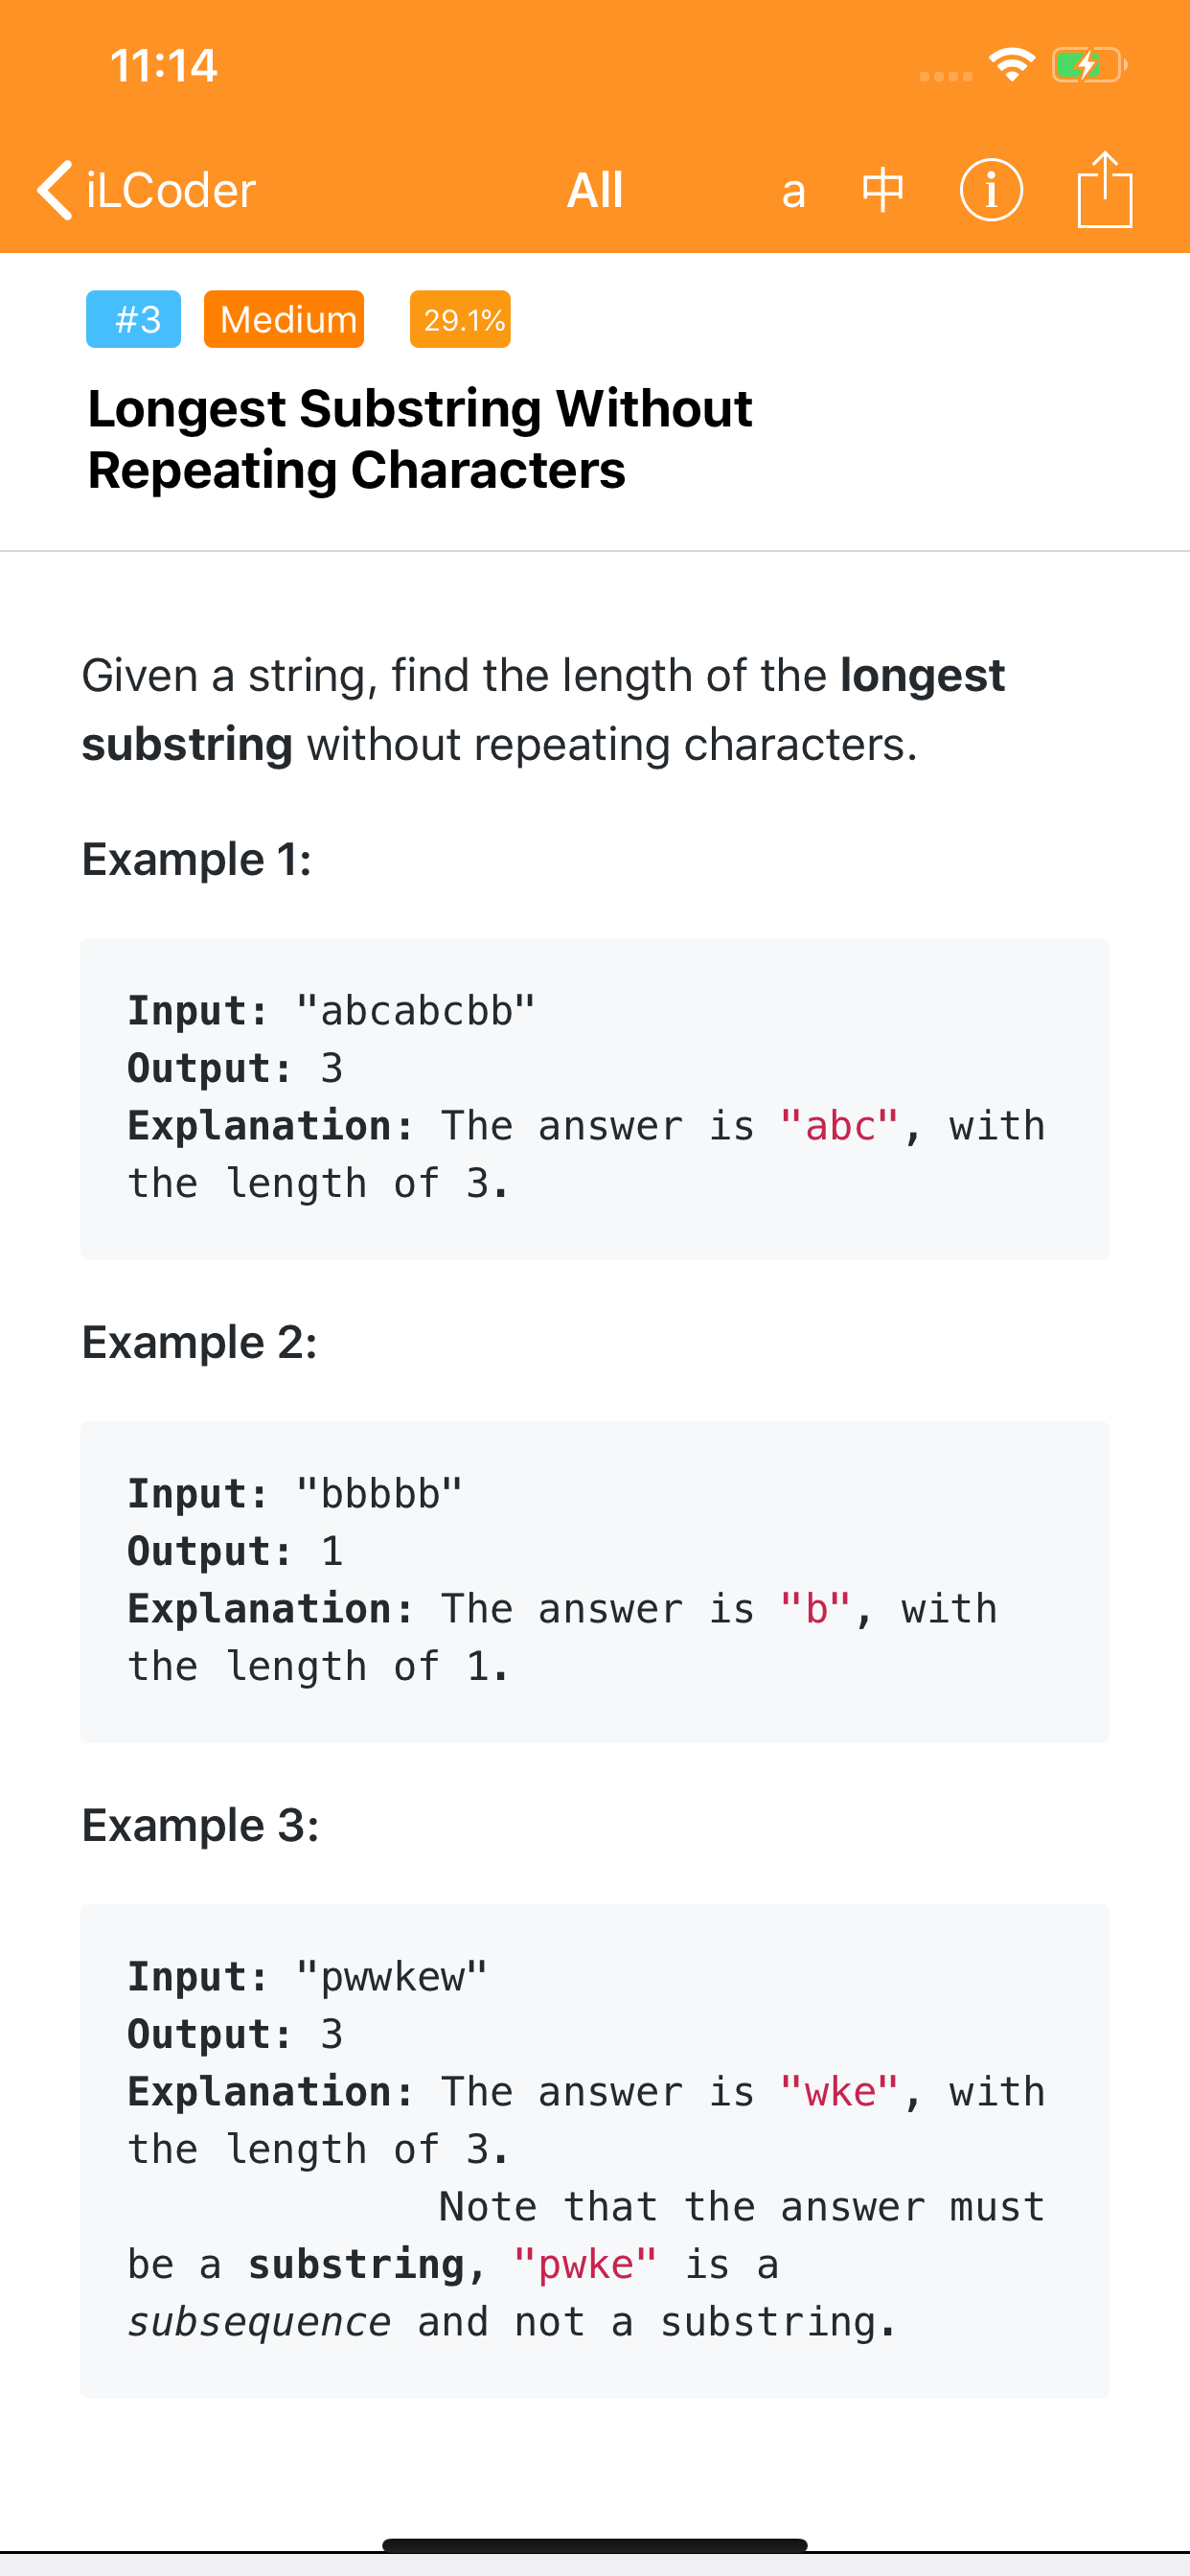 11:14
iLCoder All a 中 i
#3 Medium 29.1%
Longest Substring Without
Repeating Characters
Given a string, find the length of the longest
substring without repeating characters.
Example 1:
Input: "abcabcbb"
Output: 3
Explanation: The answer is "abc", with
the length of 3.
Example 2:
Input: "bbbbb"
Output: 1
Explanation: The answer is "b", with
the length of 1.
Example 3:
Input: "pwwkew"
Output: 3
Explanation: The answer is "wke", with
the length of 3.
Note that the answer must
be a substring, "pwke" is a
subsequence and not a substring.